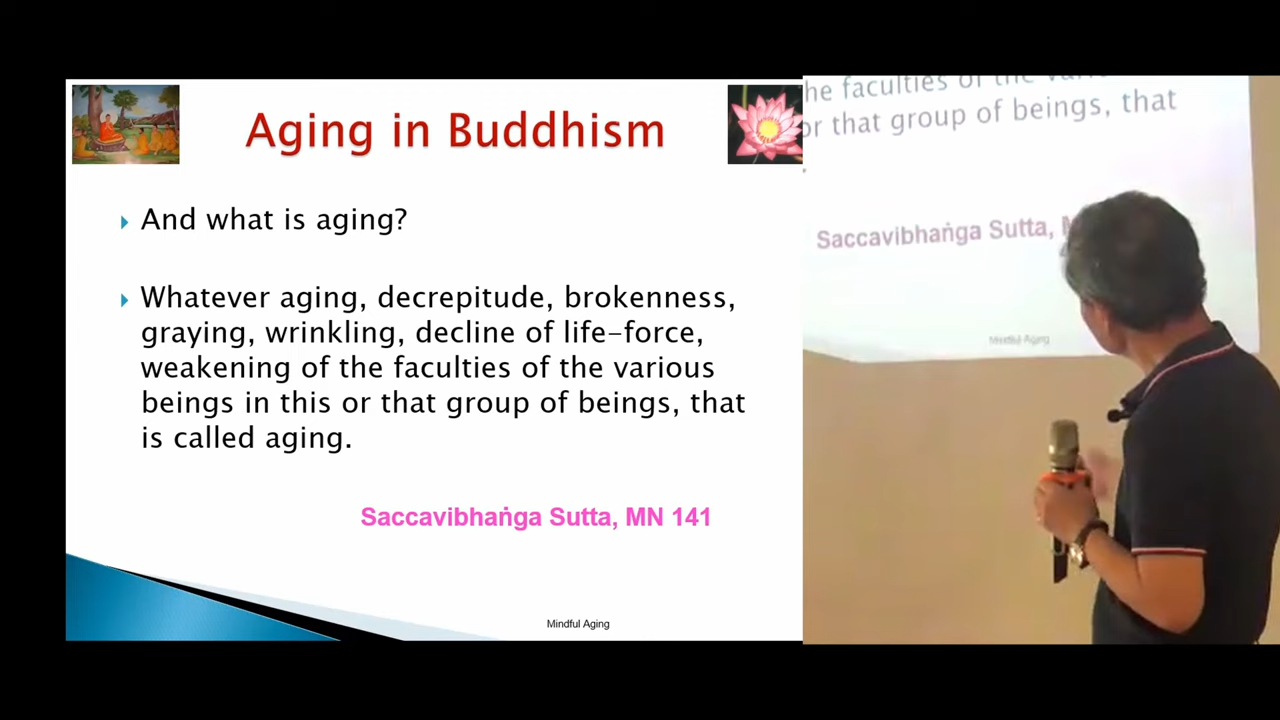 Aging in Buddhism
And what is aging?
Whatever aging, decrepitude, brokenness,
graying, wrinkling, decline of life-force,
weakening of the faculties of the various
beings in this or that group of beings, that
is called aging.
Saccavibhaṅga Sutta, MN 141
Mindful Aging
he faculties of the
or that group of beings, that
Saccavibhaṅga Sutta,
Mindful Aging